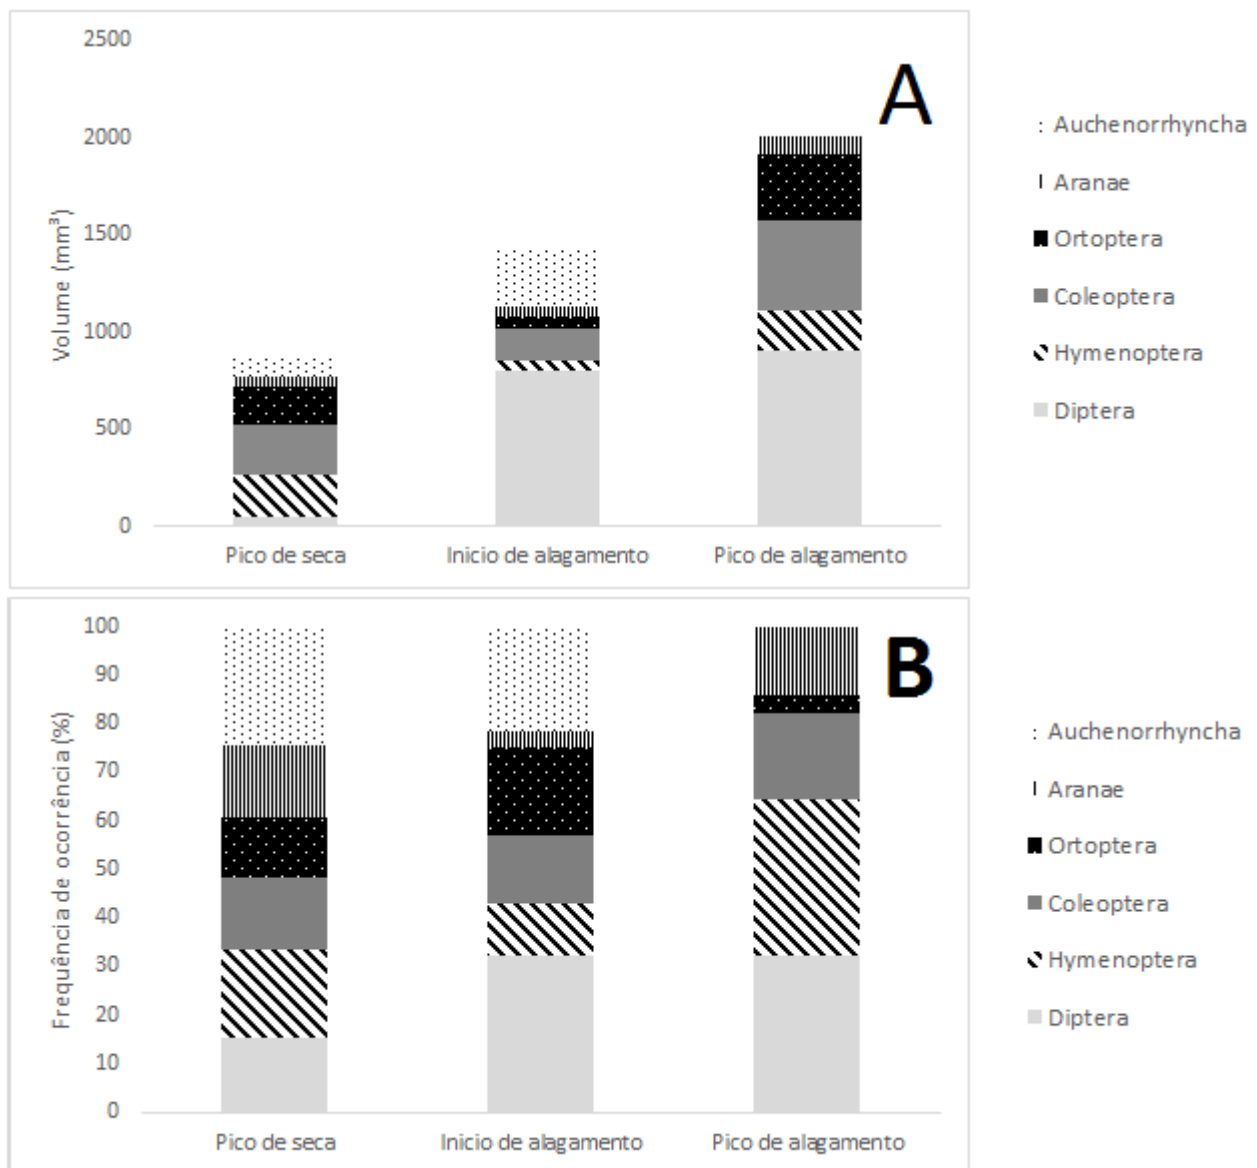 2500
A
2000
1500
1000
500
0
Volume (mm³)
Pico de seca
Inicio de alagamento
Pico de alagamento
Auchenorrhyncha
Aranae
Ortoptera
Coleoptera
Hymenoptera
Diptera
100
B
90
80
70
60
50
40
30
20
10
0
Frequência de ocorrência (%)
Pico de seca
Inicio de alagamento
Pico de alagamento
Auchenorrhyncha
Aranae
Ortoptera
Coleoptera
Hymenoptera
Diptera